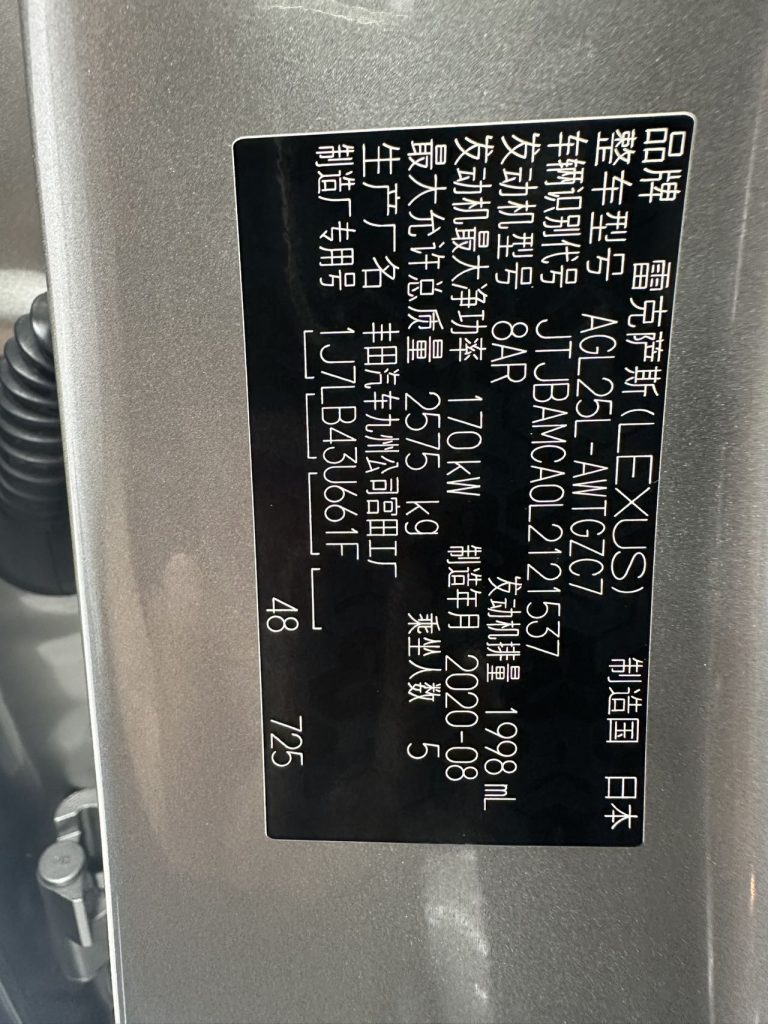 品牌 雷克萨斯(LEXUS) 制造国 日本
整车型号 AGL25L-AWTGZC7
车辆识别代号 JTJBAMCA0L2121537
发动机型号 8AR 发动机排量 1998 mL
发动机最大净功率 170 kW 制造年月 2020-08
最大允许总质量 2575 kg 乘坐人数 5
生产厂名 丰田汽车九州公司宫田工厂
制造厂专用号 1J7LB43U661F
48 725